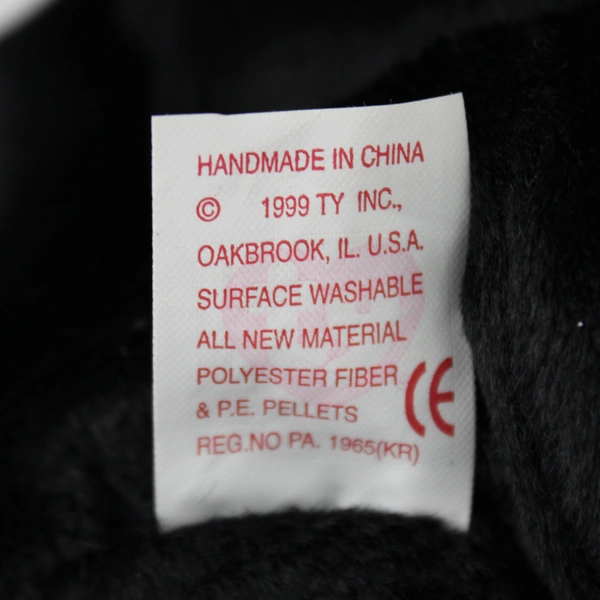 HANDMADE IN CHINA
© 1999 TY INC.,
OAKBROOK, IL. U.S.A.
SURFACE WASHABLE
ALL NEW MATERIAL
POLYESTER FIBER
& P.E. PELLETS
CE
REG.NO PA. 1965(KR)